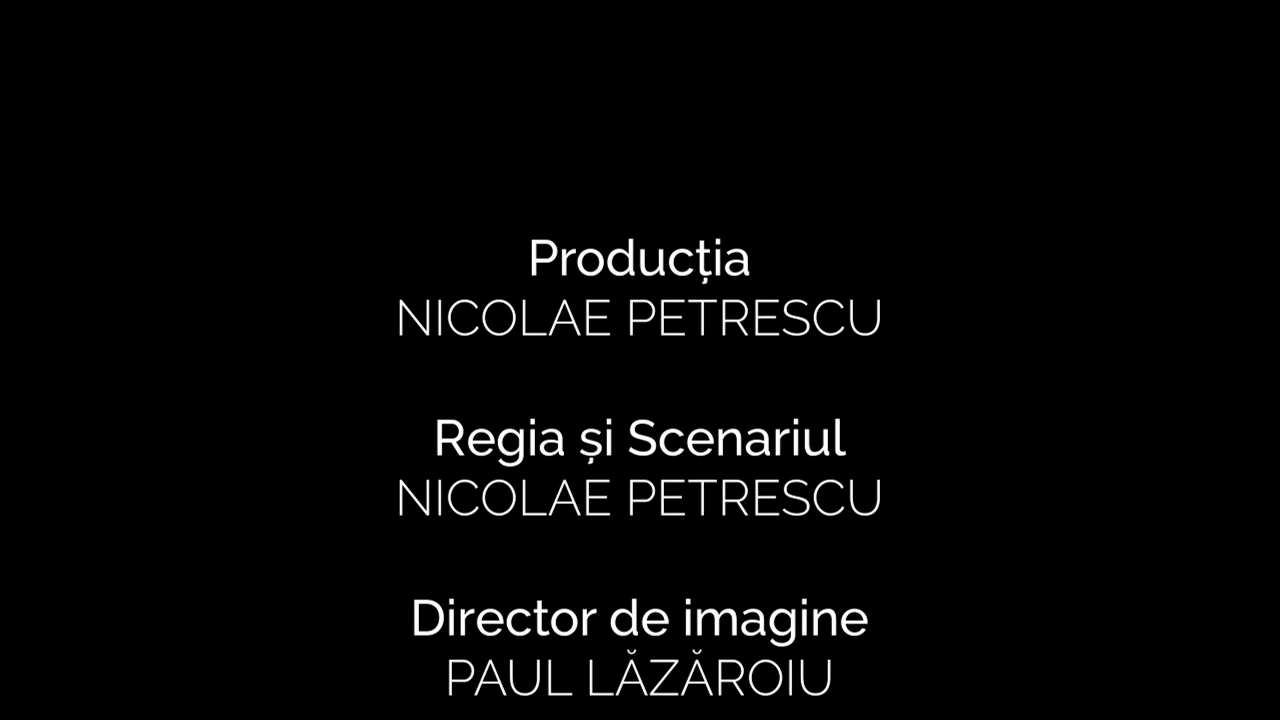 Producția
NICOLAE PETRESCU
Regia și Scenariul
NICOLAE PETRESCU
Director de imagine
PAUL LĂZĂROIU